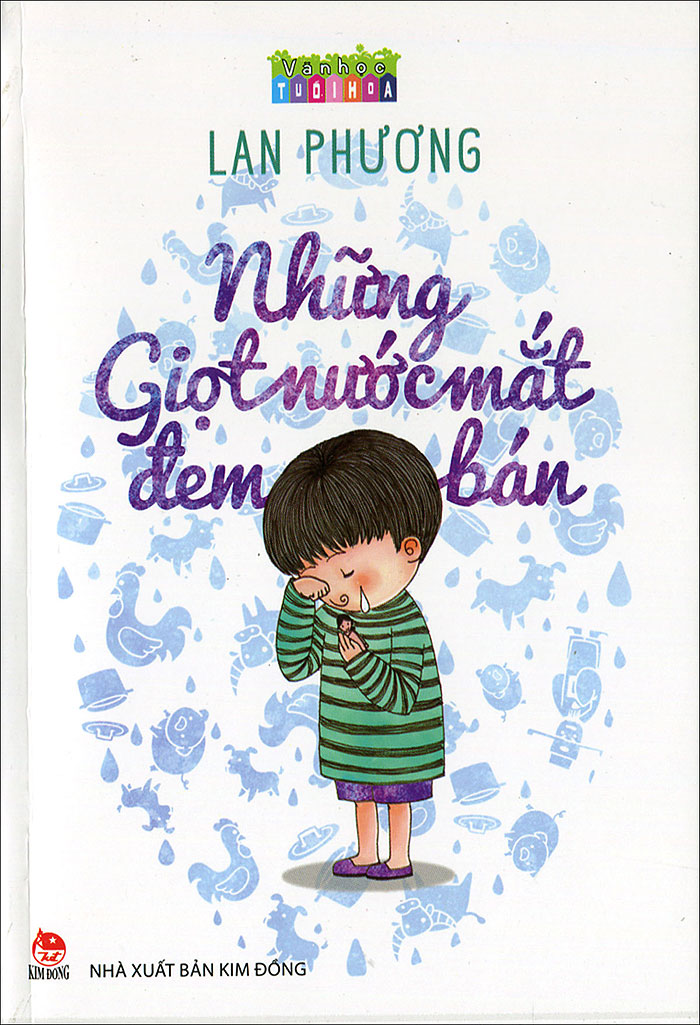 Văn học
TUỔI HOA
LAN PHƯƠNG
Những
Giọt nước mắt
đem bán
Kết
KIM ĐỒNG
NHÀ XUẤT BẢN KIM ĐỒNG